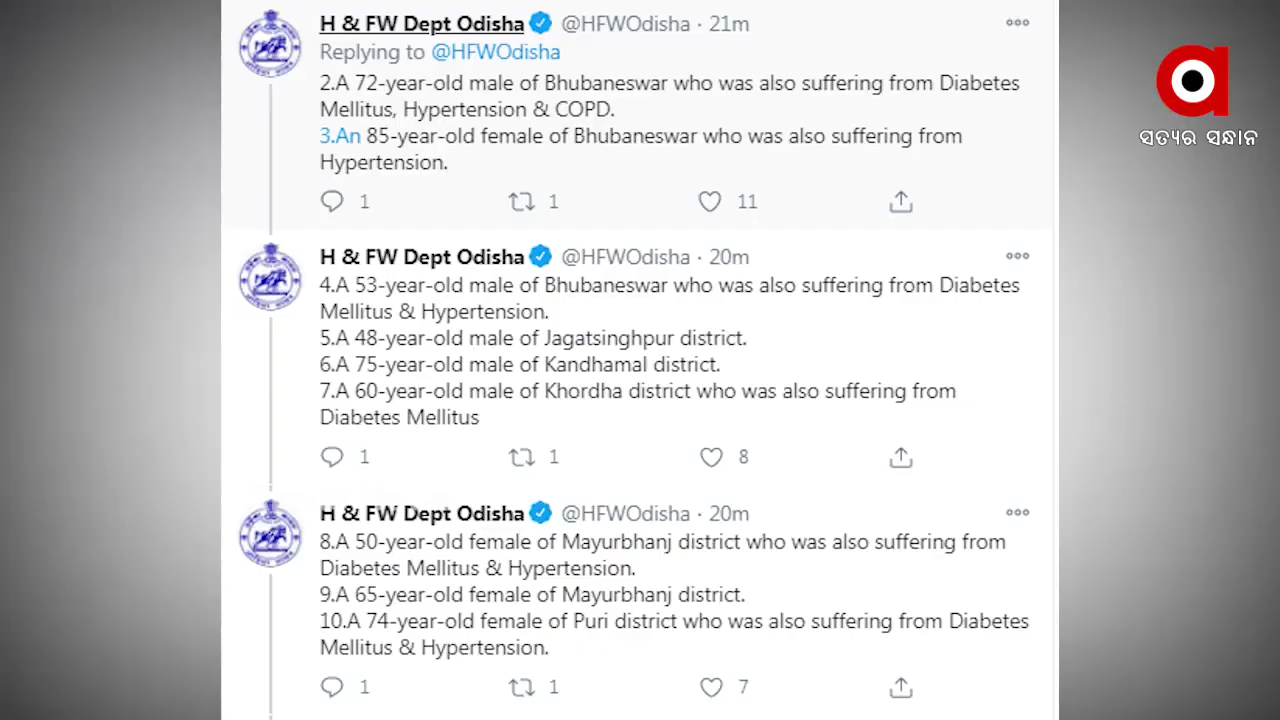 H & FW Dept Odisha @HFWOdisha · 21m
Replying to @HFWOdisha
2.A 72-year-old male of Bhubaneswar who was also suffering from Diabetes
Mellitus, Hypertension & COPD.
3.An 85-year-old female of Bhubaneswar who was also suffering from
Hypertension.
1 1 11
H & FW Dept Odisha @HFWOdisha · 20m
4.A 53-year-old male of Bhubaneswar who was also suffering from Diabetes
Mellitus & Hypertension.
5.A 48-year-old male of Jagatsinghpur district.
6.A 75-year-old male of Kandhamal district.
7.A 60-year-old male of Khordha district who was also suffering from
Diabetes Mellitus
1 1 8
H & FW Dept Odisha @HFWOdisha · 20m
8.A 50-year-old female of Mayurbhanj district who was also suffering from
Diabetes Mellitus & Hypertension.
9.A 65-year-old female of Mayurbhanj district.
10.A 74-year-old female of Puri district who was also suffering from Diabetes
Mellitus & Hypertension.
1 1 7
ସତ୍ୟର ସନ୍ଧାନ